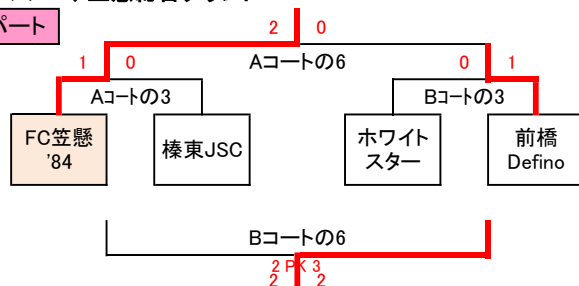 パート
2 0
Aコートの6
1 0
0 1
Aコートの3
Bコートの3
FC笠懸
'84
榛東JSC
ホワイト
スター
前橋
Defino
Bコートの6
2 PK 3
2 2